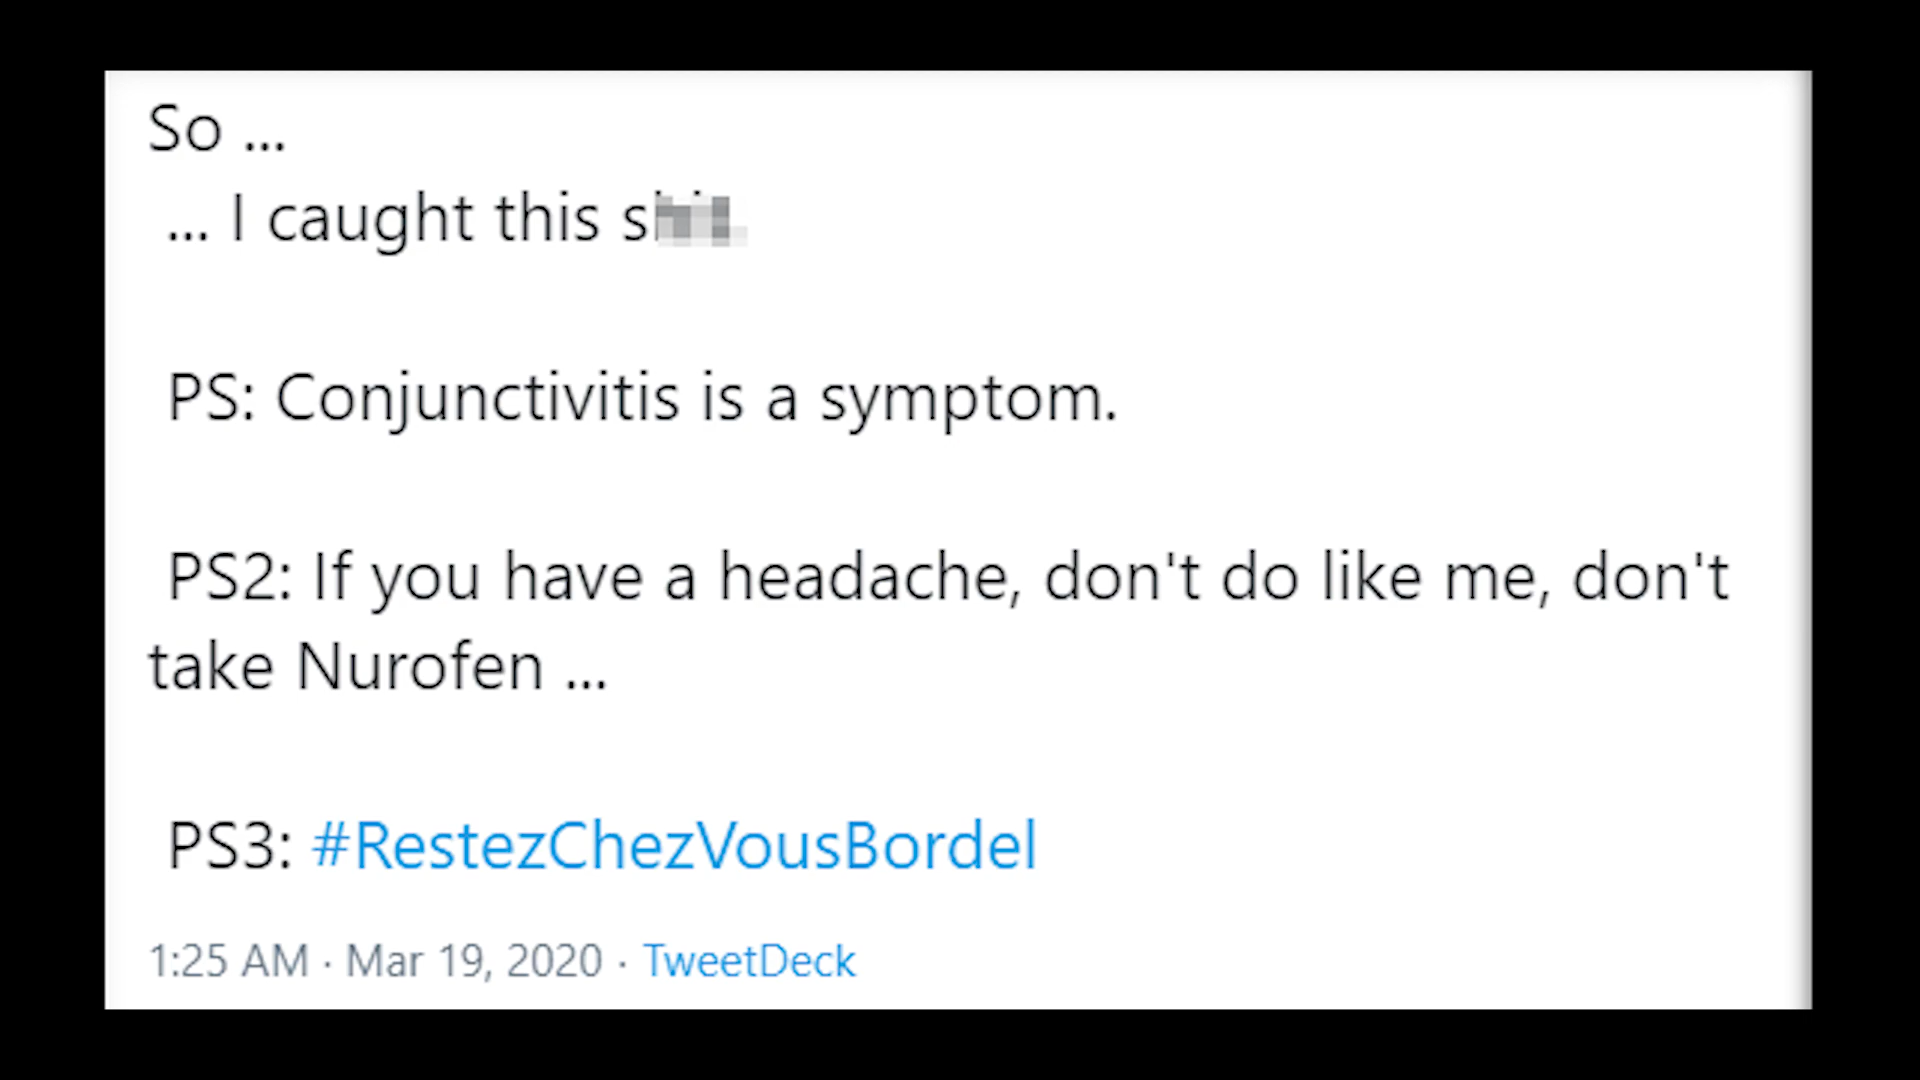 So ...
... I caught this s
PS: Conjunctivitis is a symptom.
PS2: If you have a headache, don't do like me, don't
take Nurofen ...
PS3: #RestezChezVousBordel
1:25 AM · Mar 19, 2020 · TweetDeck